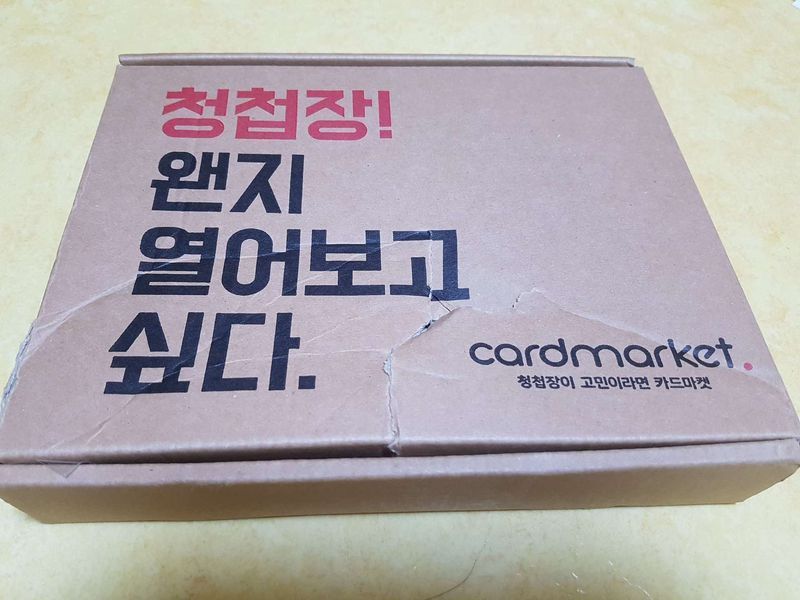 청첩장!
왠지
열어보고
싶다.
cardmarket.
청첩장이 고민이라면 카드마켓